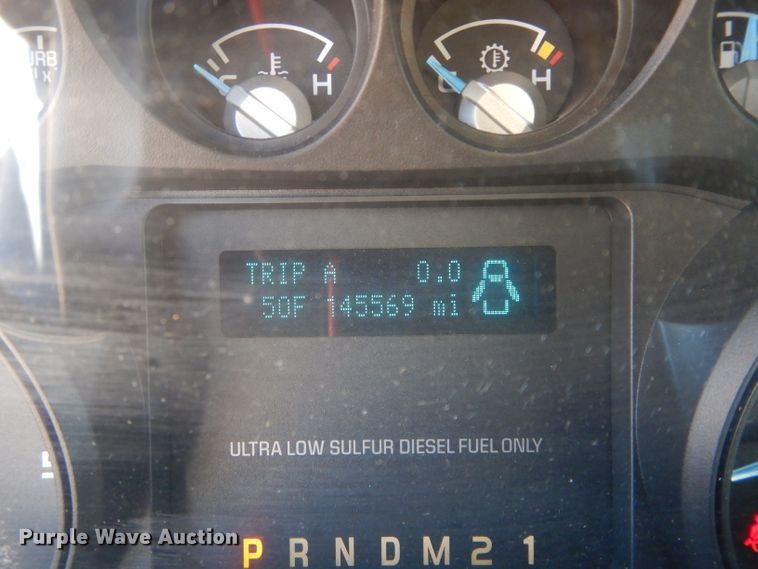 C H
C H
TRIP A 0.0
50F 145569 mi
ULTRA LOW SULFUR DIESEL FUEL ONLY
P R N D M 2 1
Purple Wave Auction